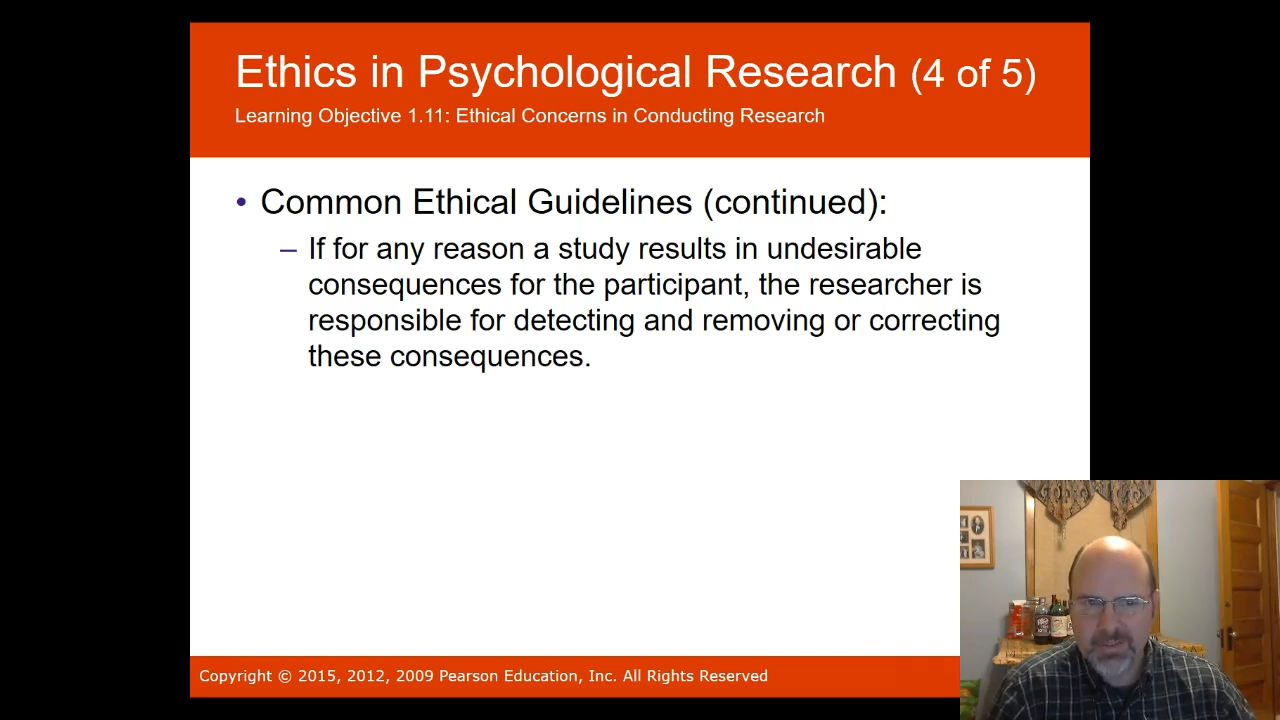 Ethics in Psychological Research (4 of 5)
Learning Objective 1.11: Ethical Concerns in Conducting Research
• Common Ethical Guidelines (continued):
– If for any reason a study results in undesirable
consequences for the participant, the researcher is
responsible for detecting and removing or correcting
these consequences.
Copyright © 2015, 2012, 2009 Pearson Education, Inc. All Rights Reserved